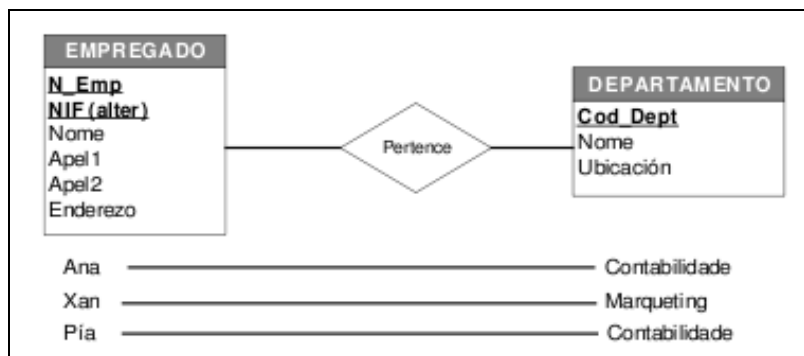 EMPREGADO
N_Emp
NIF (alter)
Nome
Apel1
Apel2
Enderezo
Pertence
DEPARTAMENTO
Cod_Dept
Nome
Ubicación
Ana Contabilidade
Xan Marqueting
Pía Contabilidade